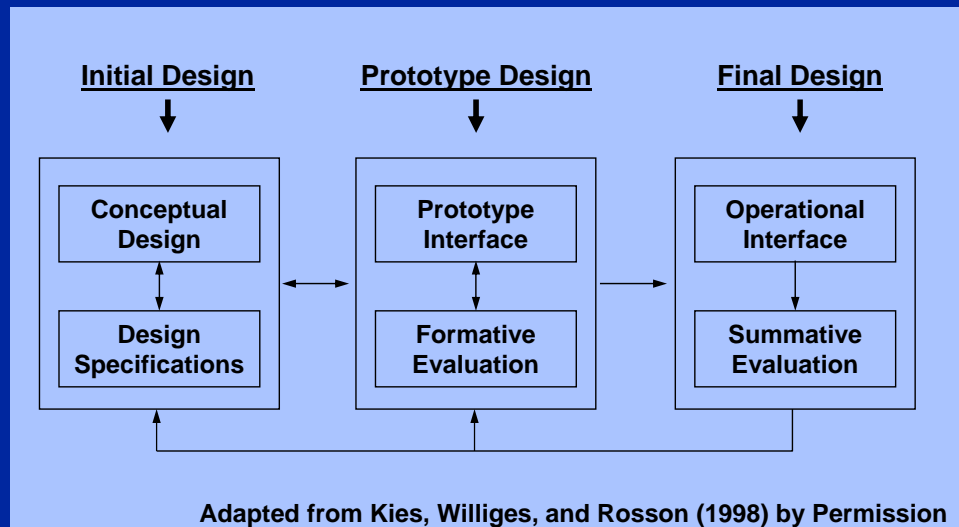 Initial Design
Prototype Design
Final Design
Conceptual
Design
Design
Specifications
Prototype
Interface
Formative
Evaluation
Operational
Interface
Summative
Evaluation
Adapted from Kies, Williges, and Rosson (1998) by Permission